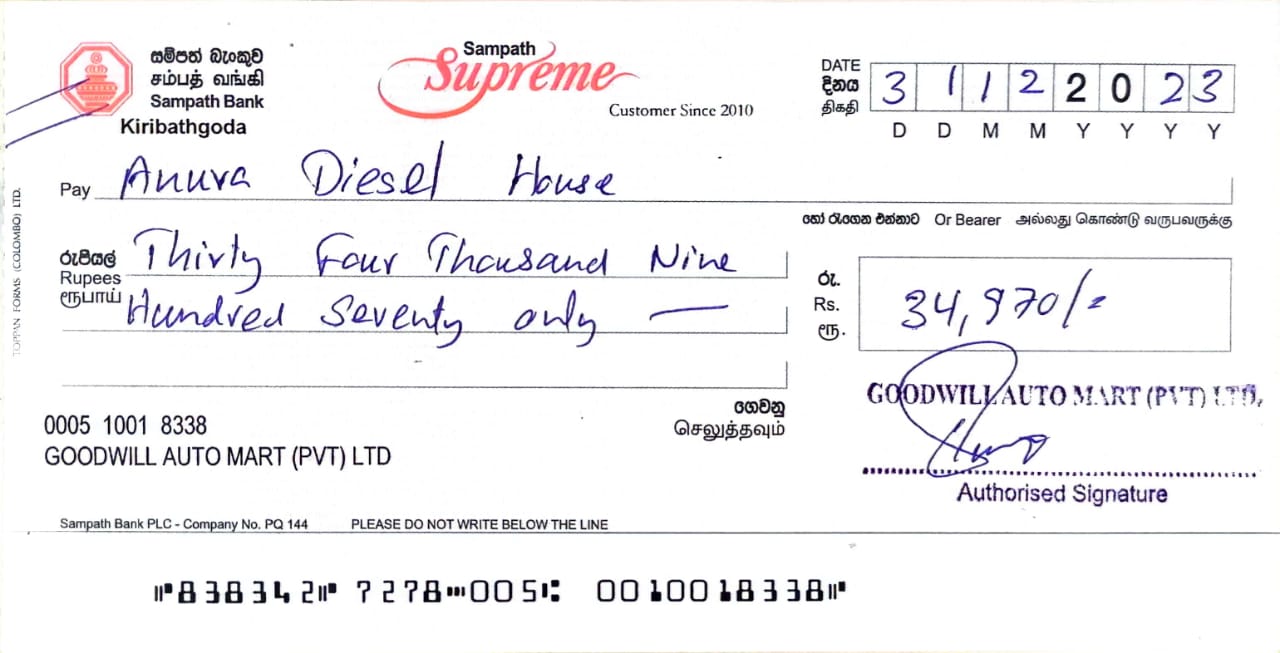 සම්පත් බැංකුව
சம்பத் வங்கி
Sampath Bank
Kiribathgoda
Sampath
Supreme
Customer Since 2010
DATE
දිනය
திகதி
3 1 1 2 2 0 2 3
D D M M Y Y Y Y
Pay Anura Diesel House
හෝ රැගෙන එන්නාට Or Bearer அல்லது கொண்டு வருபவருக்கு
රුපියල්
Rupees
ரூபாய்
Thirty Four Thousand Nine
Hundred Seventy only —
රු.
Rs.
ரூ.
34,970/=
ගෙවනු
செலுத்தவும்
GOODWILL AUTO MART (PVT) LTD.
0005 1001 8338
GOODWILL AUTO MART (PVT) LTD
Authorised Signature
Sampath Bank PLC - Company No. PQ 144 PLEASE DO NOT WRITE BELOW THE LINE
⑈838342⑈ 7278⑉005⑆ 0010018338⑈
TOPPAN FORMS (COLOMBO) LTD.